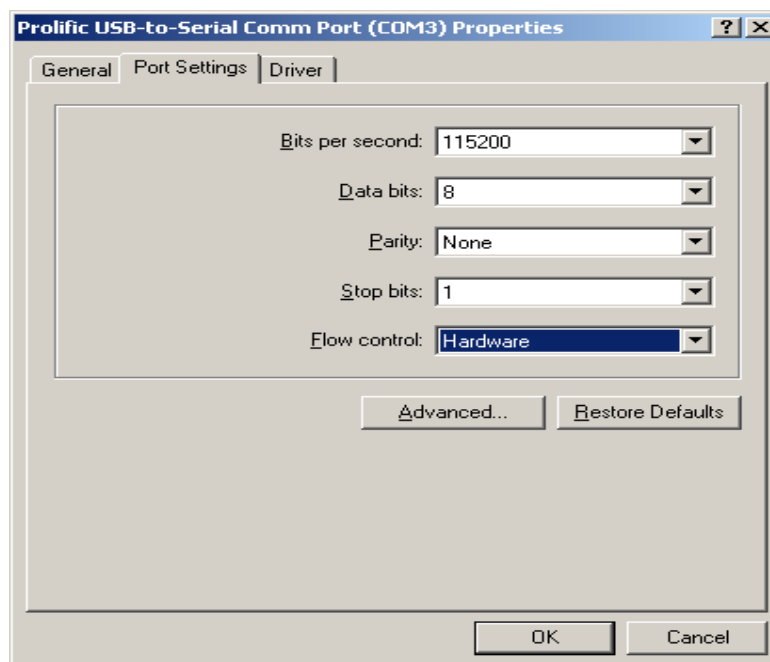 Prolific USB-to-Serial Comm Port (COM3) Properties ? X
General Port Settings Driver
Bits per second: 115200
Data bits: 8
Parity: None
Stop bits: 1
Flow control: Hardware
Advanced... Restore Defaults
OK Cancel